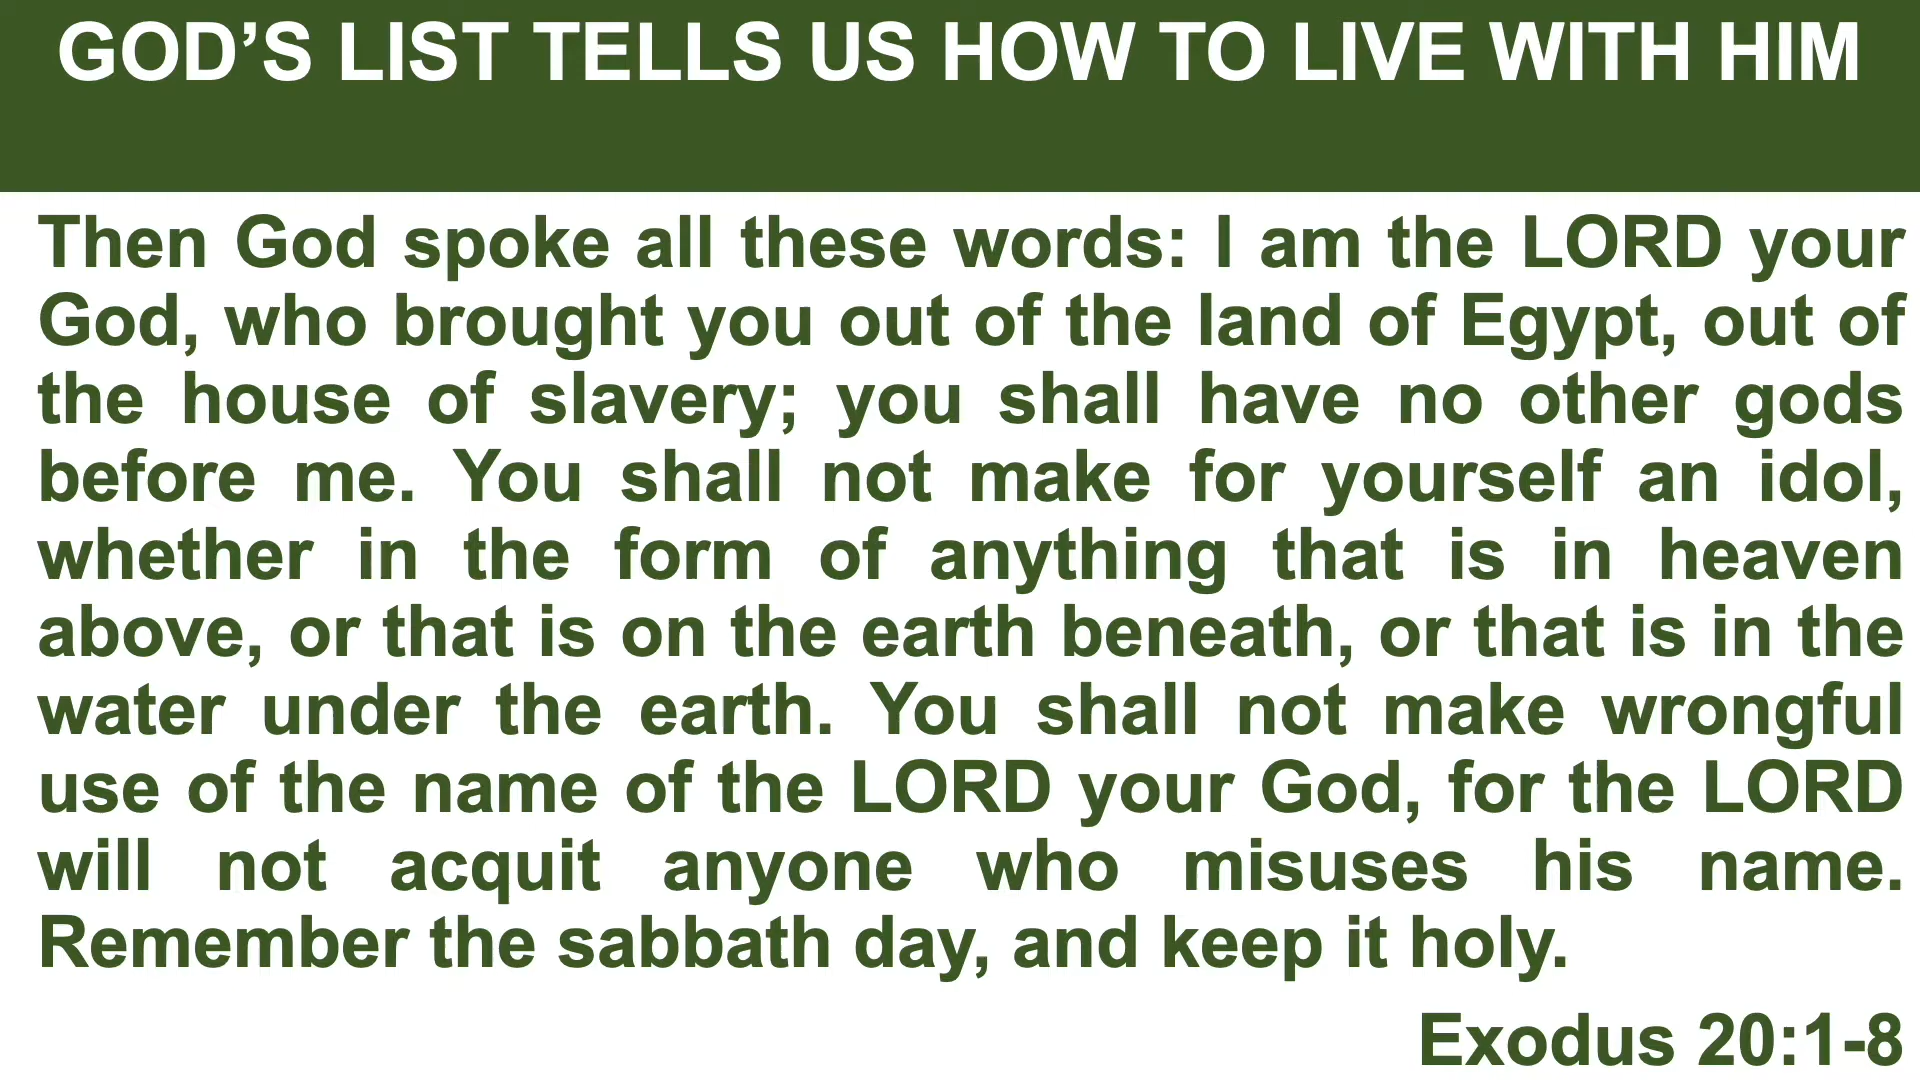 GOD’S LIST TELLS US HOW TO LIVE WITH HIM
Then God spoke all these words: I am the LORD your
God, who brought you out of the land of Egypt, out of
the house of slavery; you shall have no other gods
before me. You shall not make for yourself an idol,
whether in the form of anything that is in heaven
above, or that is on the earth beneath, or that is in the
water under the earth. You shall not make wrongful
use of the name of the LORD your God, for the LORD
will not acquit anyone who misuses his name.
Remember the sabbath day, and keep it holy.
Exodus 20:1-8